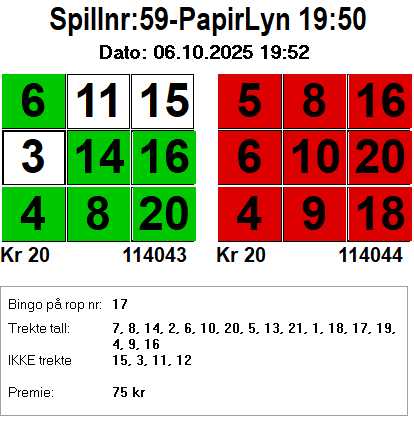 Spillnr:59-PapirLyn 19:50
Dato: 06.10.2025 19:52
6 11 15 5 8 16
3 14 16 6 10 20
4 8 20 4 9 18
Kr 20 114043 Kr 20 114044
Bingo på rop nr: 17
Trekte tall: 7, 8, 14, 2, 6, 10, 20, 5, 13, 21, 1, 18, 17, 19,
4, 9, 16
IKKE trekte 15, 3, 11, 12
Premie: 75 kr